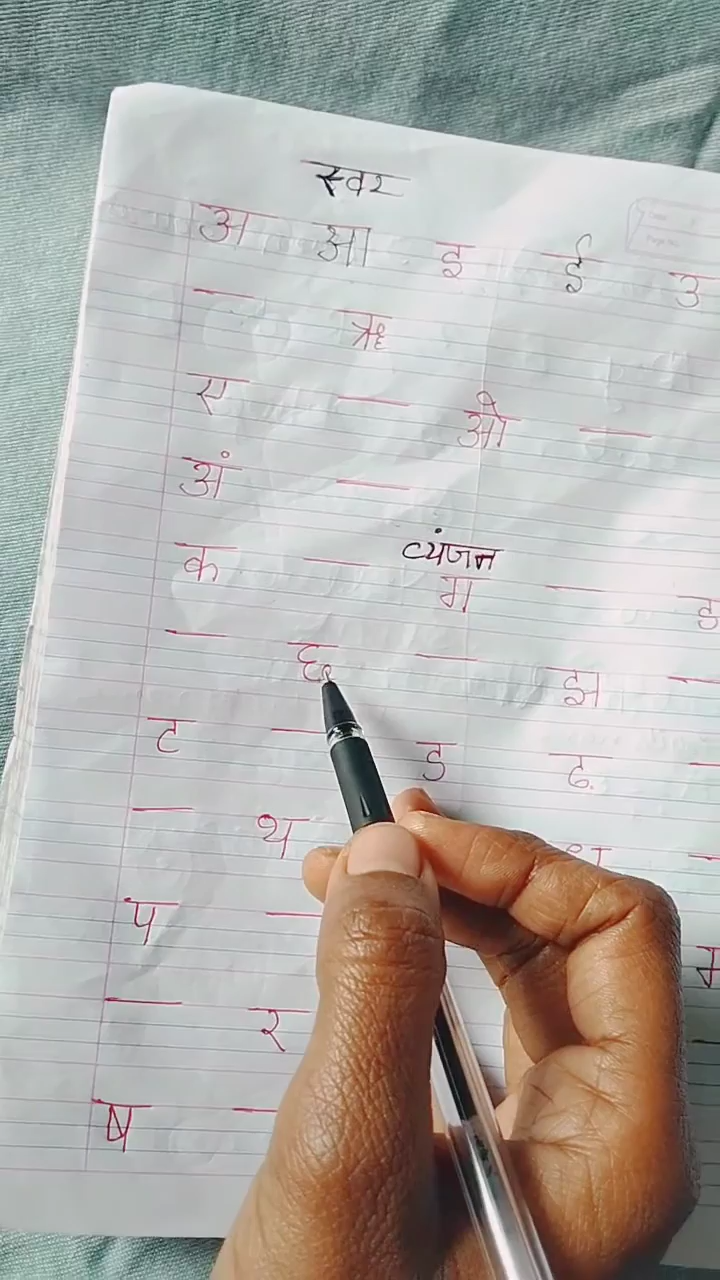 स्वर
अ आ इ ई उ
— ऋ
ए — ओ —
अं —
व्यंजन
क — ग — ङ
— छ — झ —
ट — ड ढ —
— थ —
प — म
— र
ष —